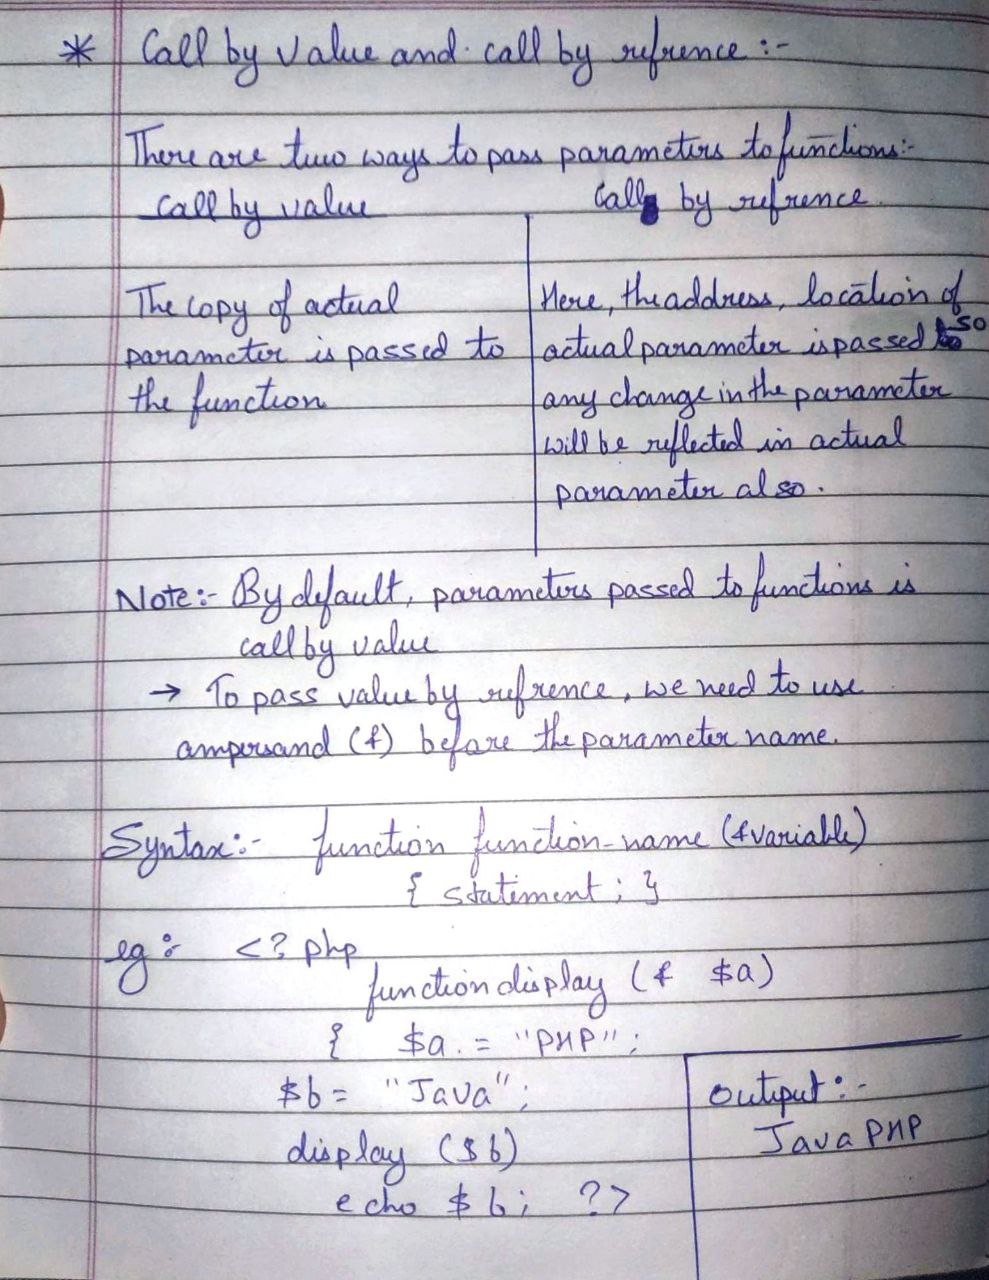 * Call by value and call by refrence :-
There are two ways to pass parameters to functions:-
call by value
Call by refrence.
The copy of actual
parameter is passed to
the function
Here, the address, location of
actual parameter is passed so
any change in the parameter
will be reflected in actual
parameter also.
Note:- By default, parameters passed to functions is
call by value
→ To pass value by refrence, we need to use
ampersand (&) before the parameter name.
Syntax:- function function-name (&variable)
{ statement ; }
eg :- <? php
function display (& $a)
{ $a . = "PHP" ;
$b = "Java" ;
display ($b)
echo $b ; ?>
Output :-
Java PHP